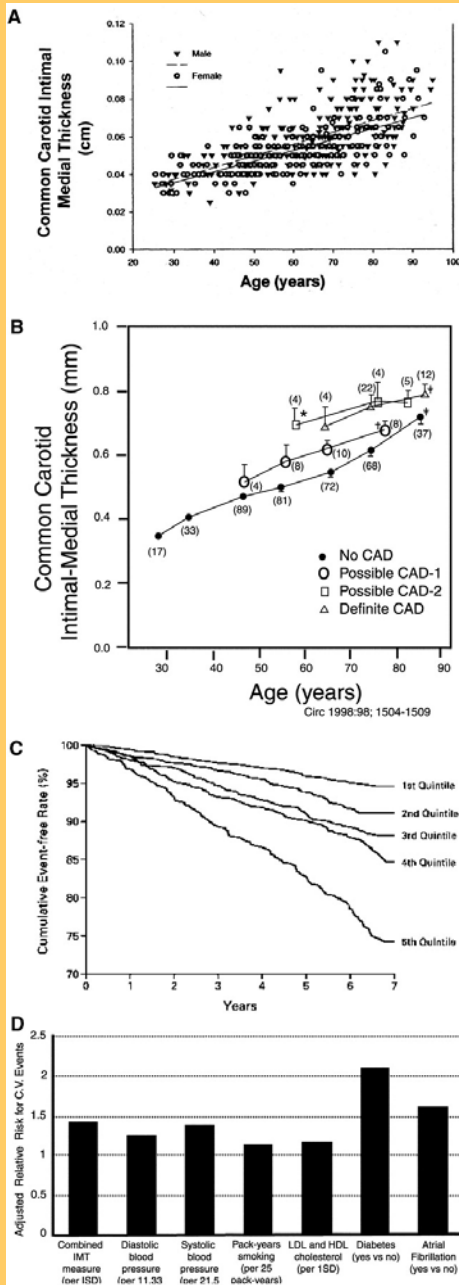 A
Common Carotid Intimal
Medial Thickness
(cm)
0.12
0.10
0.08
0.06
0.04
0.02
0.00
Male
Female
20 30 40 50 60 70 80 90 100
Age (years)
B
Common Carotid
Intimal-Medial Thickness (mm)
1.0
0.8
0.6
0.4
0.2
0
(4) * (4) (22) (4) (5) (12) ‡
(4) (8) (10) † (8) ‡
(17) (33) (89) (81) (72) (68) (37)
No CAD
Possible CAD-1
Possible CAD-2
Definite CAD
30 40 50 60 70 80 90
Age (years)
Circ 1998:98; 1504-1509
C
Cumulative Event-free Rate (%)
100
95
90
85
80
75
70
1st Quintile
2nd Quintile
3rd Quintile
4th Quintile
5th Quintile
0 1 2 3 4 5 6 7
Years
D
Adjusted Relative Risk for C.V. Events
2.5
2
1.5
1
0.5
0
Combined
IMT
measure
(per ISD)
Diastolic
blood
pressure
(per 11.33
Systolic
blood
pressure
(per 21.5
Pack-years
smoking
(per 25
pack-years)
LDL and HDL
cholesterol
(per 1SD)
Diabetes
(yes vs no)
Atrial
Fibrillation
(yes vs no)